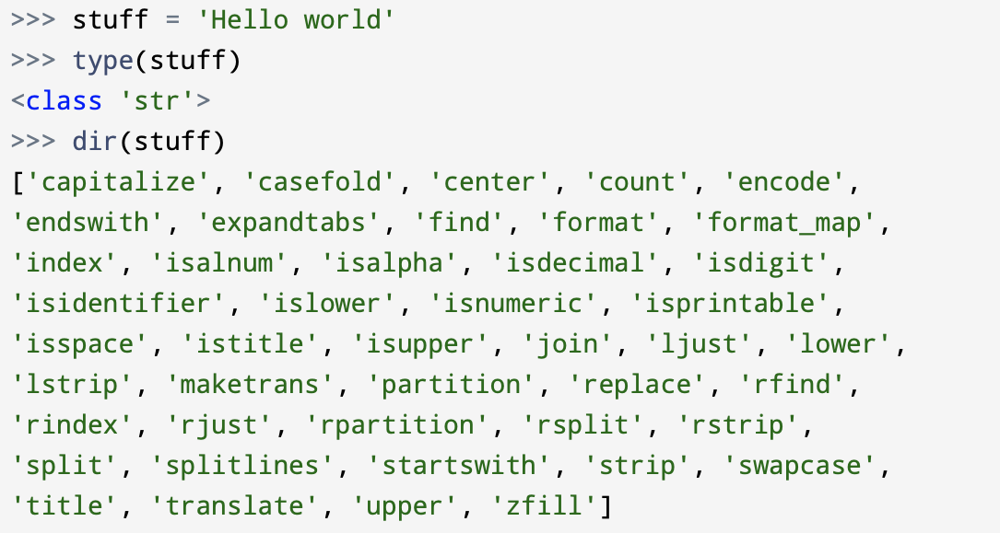 >>> stuff = 'Hello world'
>>> type(stuff)
<class 'str'>
>>> dir(stuff)
['capitalize', 'casefold', 'center', 'count', 'encode',
'endswith', 'expandtabs', 'find', 'format', 'format_map',
'index', 'isalnum', 'isalpha', 'isdecimal', 'isdigit',
'isidentifier', 'islower', 'isnumeric', 'isprintable',
'isspace', 'istitle', 'isupper', 'join', 'ljust', 'lower',
'lstrip', 'maketrans', 'partition', 'replace', 'rfind',
'rindex', 'rjust', 'rpartition', 'rsplit', 'rstrip',
'split', 'splitlines', 'startswith', 'strip', 'swapcase',
'title', 'translate', 'upper', 'zfill']